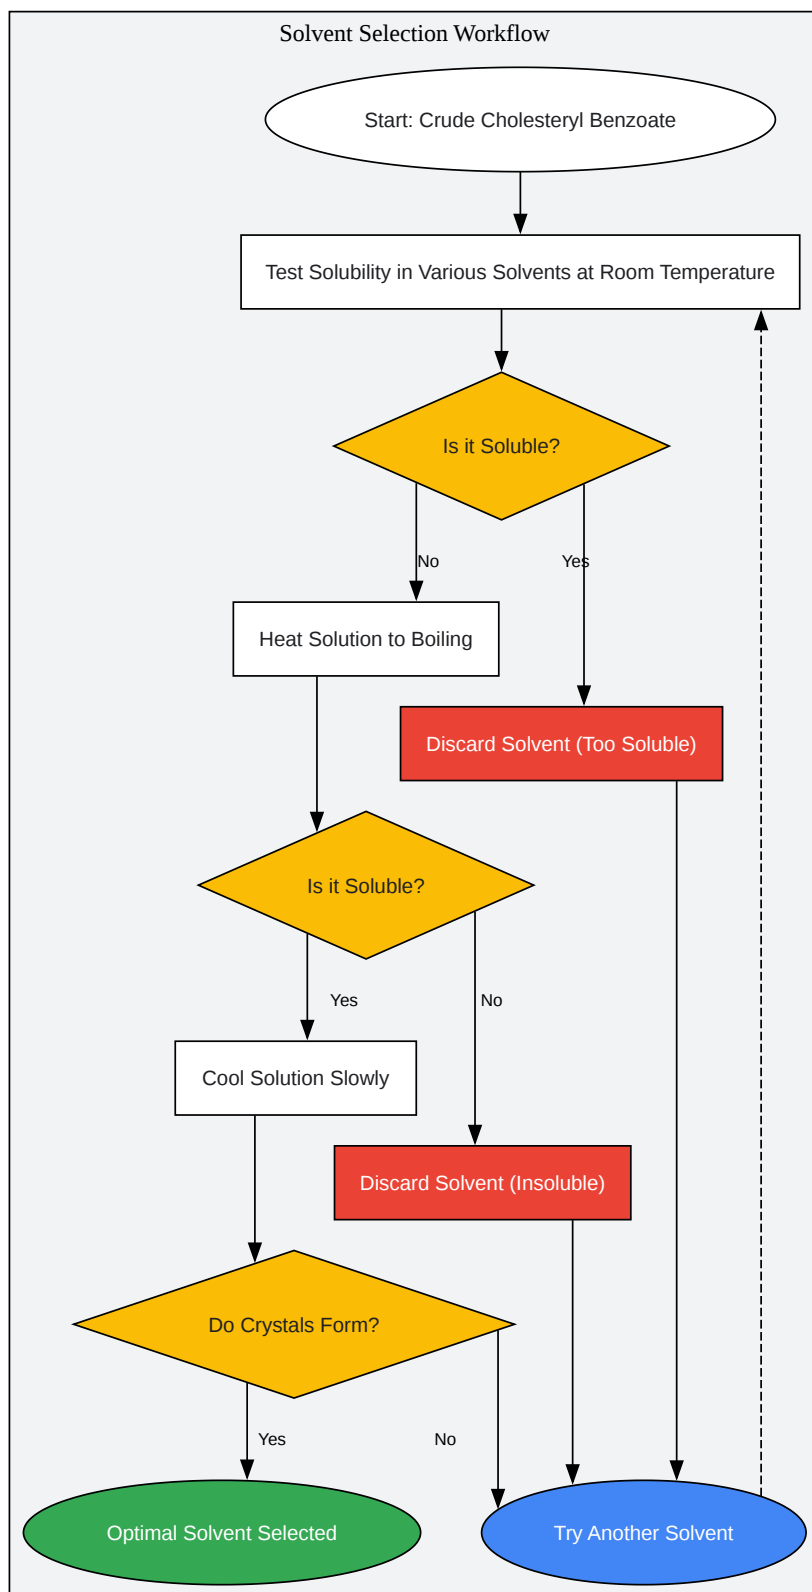 Solvent Selection Workflow
Start: Crude Cholesteryl Benzoate
Test Solubility in Various Solvents at Room Temperature
Is it Soluble?
No
Yes
Heat Solution to Boiling
Discard Solvent (Too Soluble)
Is it Soluble?
Yes
No
Cool Solution Slowly
Discard Solvent (Insoluble)
Do Crystals Form?
Yes
No
Optimal Solvent Selected
Try Another Solvent